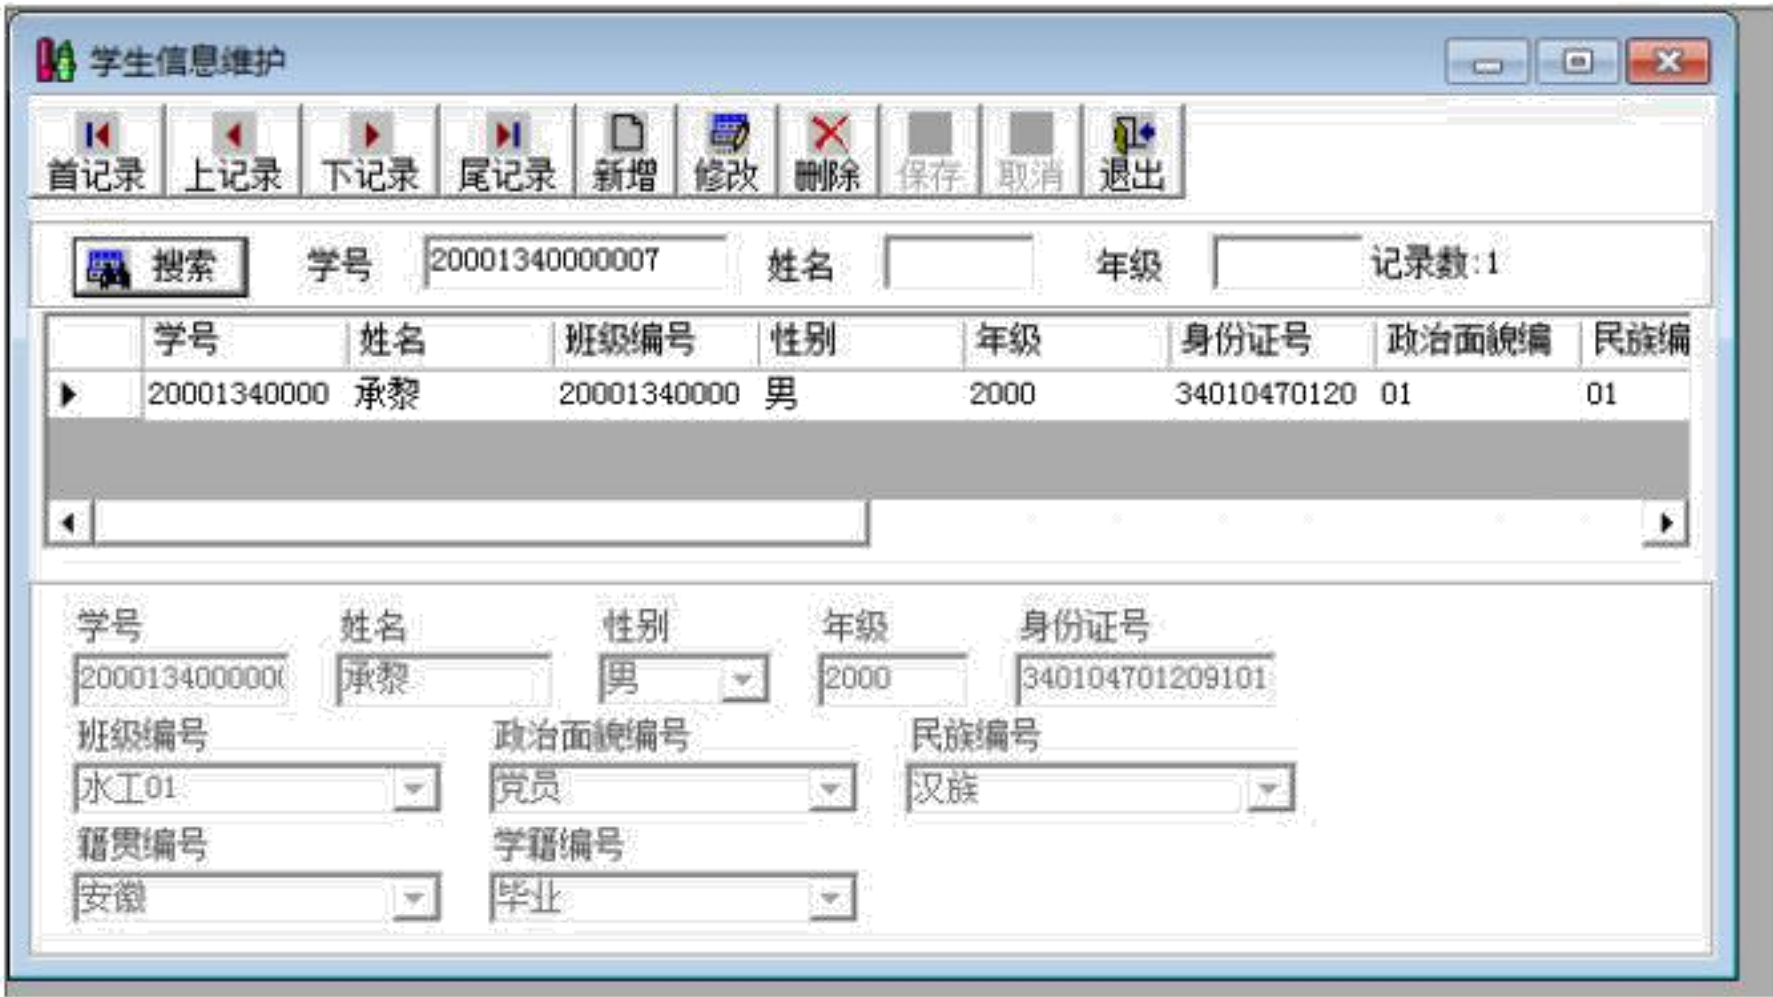 学生信息维护
首记录 上记录 下记录 尾记录 新增 修改 删除 保存 取消 退出
搜索 学号 20001340000007 姓名 年级 记录数:1
学号 姓名 班级编号 性别 年级 身份证号 政治面貌编 民族编
20001340000 承黎 20001340000 男 2000 34010470120 01 01
学号 姓名 性别 年级 身份证号
2000134000000 承黎 男 2000 340104701209101
班级编号 政治面貌编号 民族编号
水工01 党员 汉族
籍贯编号 学籍编号
安徽 毕业